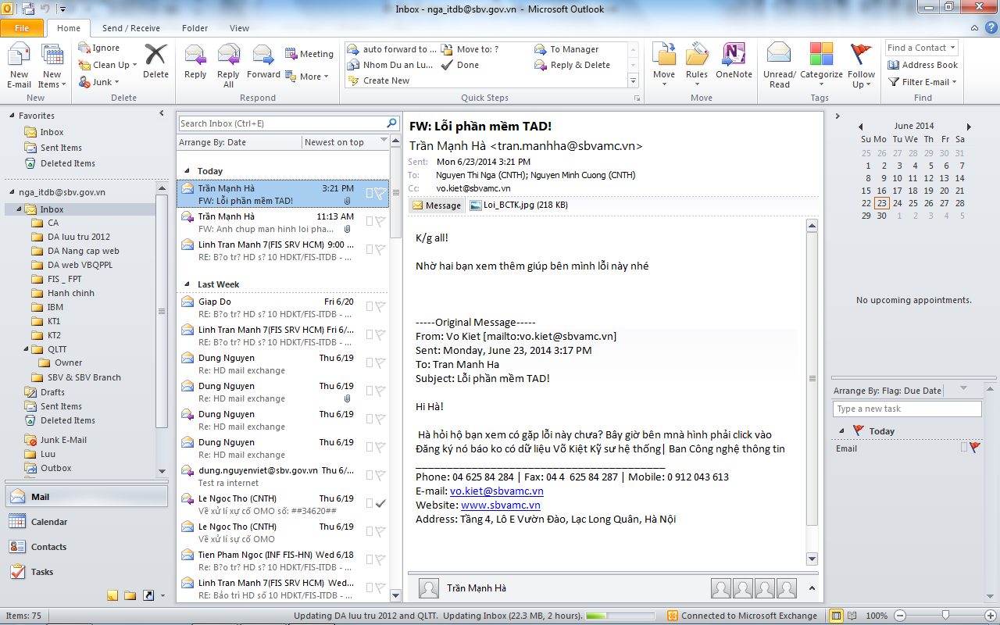 Inbox - nga_itdb@sbv.gov.vn - Microsoft Outlook
File Home Send / Receive Folder View
New E-mail
New Items
Ignore
Clean Up
Junk
Delete
Reply
Reply All
Forward
Meeting
More
auto forward to ...
Nhom Du an Lu...
Create New
Move to: ?
Done
To Manager
Reply & Delete
Move
Rules
OneNote
Unread/ Read
Categorize
Follow Up
Find a Contact
Address Book
Filter E-mail
New Delete Respond Quick Steps Move Tags Find
Favorites
Inbox
Sent Items
Deleted Items
nga_itdb@sbv.gov.vn
Inbox
CA
DA luu tru 2012
DA Nang cap web
DA web VBQPPL
FIS _ FPT
Hanh chinh
IBM
KT1
KT2
QLTT
Owner
SBV & SBV Branch
Drafts
Sent Items
Deleted Items
Junk E-Mail
Luu
Outbox
Mail
Calendar
Contacts
Tasks
Search Inbox (Ctrl+E)
Arrange By: Date Newest on top
Today
Trần Mạnh Hà 3:21 PM
FW: Lỗi phần mềm TAD!
Trần Mạnh Hà 11:13 AM
FW: Anh chup man hinh loi pha...
Linh Tran Manh 7(FIS SRV HCM) 9:00 ...
RE: B?o tr? HD s? 10 HDKT/FIS-ITDB - ...
Last Week
Giap Do Fri 6/20
RE: B?o tr? HD s? 10 HDKT/FIS-ITDB - ...
Linh Tran Manh 7(FIS SRV HCM) Fri 6/...
RE: B?o tr? HD s? 10 HDKT/FIS-ITDB - ...
Dung Nguyen Thu 6/19
Re: HD mail exchange
Dung Nguyen Thu 6/19
Re: HD mail exchange
Dung Nguyen Thu 6/19
Re: HD mail exchange
Dung Nguyen Thu 6/19
Re: HD mail exchange
dung.nguyenviet@sbv.gov.vn Thu 6/...
Test ra internet
Le Ngoc Tho (CNTH) Thu 6/19
Về xử lí xự cố OMO số: ##34620##
Le Ngoc Tho (CNTH) Thu 6/19
Về xử lí sự cố OMO
Tien Pham Ngoc (INF FIS-HN) Wed 6/18
Re: B?o tr? HD s? 10 HDKT/FIS-ITDB - ...
Linh Tran Manh 7(FIS SRV HCM) Wed...
RE: Bảo trì HD số 10 HDKT/FIS-ITDB - ...
FW: Lỗi phần mềm TAD!
Trần Mạnh Hà <tran.manhha@sbvamc.vn>
Sent: Mon 6/23/2014 3:21 PM
To: Nguyen Thi Nga (CNTH); Nguyen Minh Cuong (CNTH)
Cc: vo.kiet@sbvamc.vn
Message Loi_BCTK.jpg (218 KB)
K/g all!
Nhờ hai bạn xem thêm giúp bên mình lỗi này nhé
-----Original Message-----
From: Vo Kiet [mailto:vo.kiet@sbvamc.vn]
Sent: Monday, June 23, 2014 3:17 PM
To: Tran Manh Ha
Subject: Lỗi phần mềm TAD!
Hi Hà!
Hà hỏi hộ bạn xem có gặp lỗi này chưa? Bây giờ bên mnà hình phải click vào
Đăng ký nó báo ko có dữ liệu Võ Kiệt Kỹ sư hệ thống| Ban Công nghệ thông tin
________________________________________
Phone: 04 625 84 284 | Fax: 04 4 625 84 287 | Mobile: 0 912 043 613
E-mail: vo.kiet@sbvamc.vn
Website: www.sbvamc.vn
Address: Tầng 4, Lô E Vườn Đào, Lạc Long Quân, Hà Nội
Trần Mạnh Hà
June 2014
Su Mo Tu We Th Fr Sa
25 26 27 28 29 30 31
1 2 3 4 5 6 7
8 9 10 11 12 13 14
15 16 17 18 19 20 21
22 23 24 25 26 27 28
29 30 1 2 3 4 5
No upcoming appointments.
Arrange By: Flag: Due Date
Type a new task
Today
Email
Items: 75 Updating DA luu tru 2012 and QLTT. Updating Inbox (22.3 MB, 2 hours). Connected to Microsoft Exchange 100%